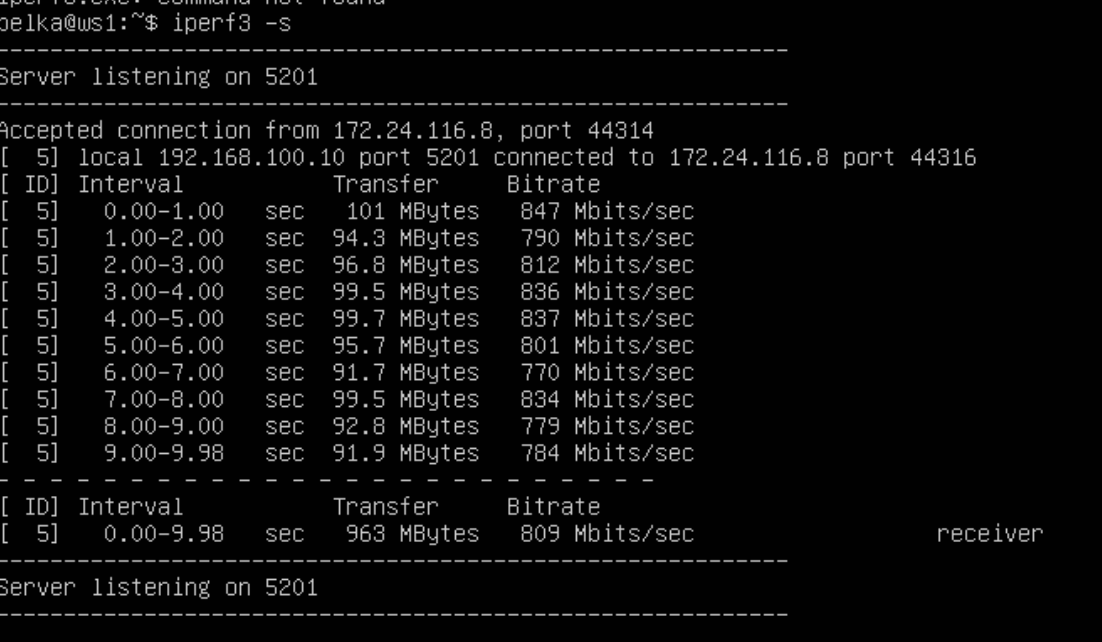 command not found
belka@ws1:~$ iperf3 -s
-----------------------------------------------------------
Server listening on 5201
-----------------------------------------------------------
Accepted connection from 172.24.116.8, port 44314
[  5] local 192.168.100.10 port 5201 connected to 172.24.116.8 port 44316
[ ID] Interval           Transfer     Bitrate
[  5]   0.00-1.00   sec   101 MBytes   847 Mbits/sec
[  5]   1.00-2.00   sec  94.3 MBytes   790 Mbits/sec
[  5]   2.00-3.00   sec  96.8 MBytes   812 Mbits/sec
[  5]   3.00-4.00   sec  99.5 MBytes   836 Mbits/sec
[  5]   4.00-5.00   sec  99.7 MBytes   837 Mbits/sec
[  5]   5.00-6.00   sec  95.7 MBytes   801 Mbits/sec
[  5]   6.00-7.00   sec  91.7 MBytes   770 Mbits/sec
[  5]   7.00-8.00   sec  99.5 MBytes   834 Mbits/sec
[  5]   8.00-9.00   sec  92.8 MBytes   779 Mbits/sec
[  5]   9.00-9.98   sec  91.9 MBytes   784 Mbits/sec
- - - - - - - - - - - - - - - - - - - - - - - - -
[ ID] Interval           Transfer     Bitrate
[  5]   0.00-9.98   sec   963 MBytes   809 Mbits/sec                  receiver
-----------------------------------------------------------
Server listening on 5201
-----------------------------------------------------------